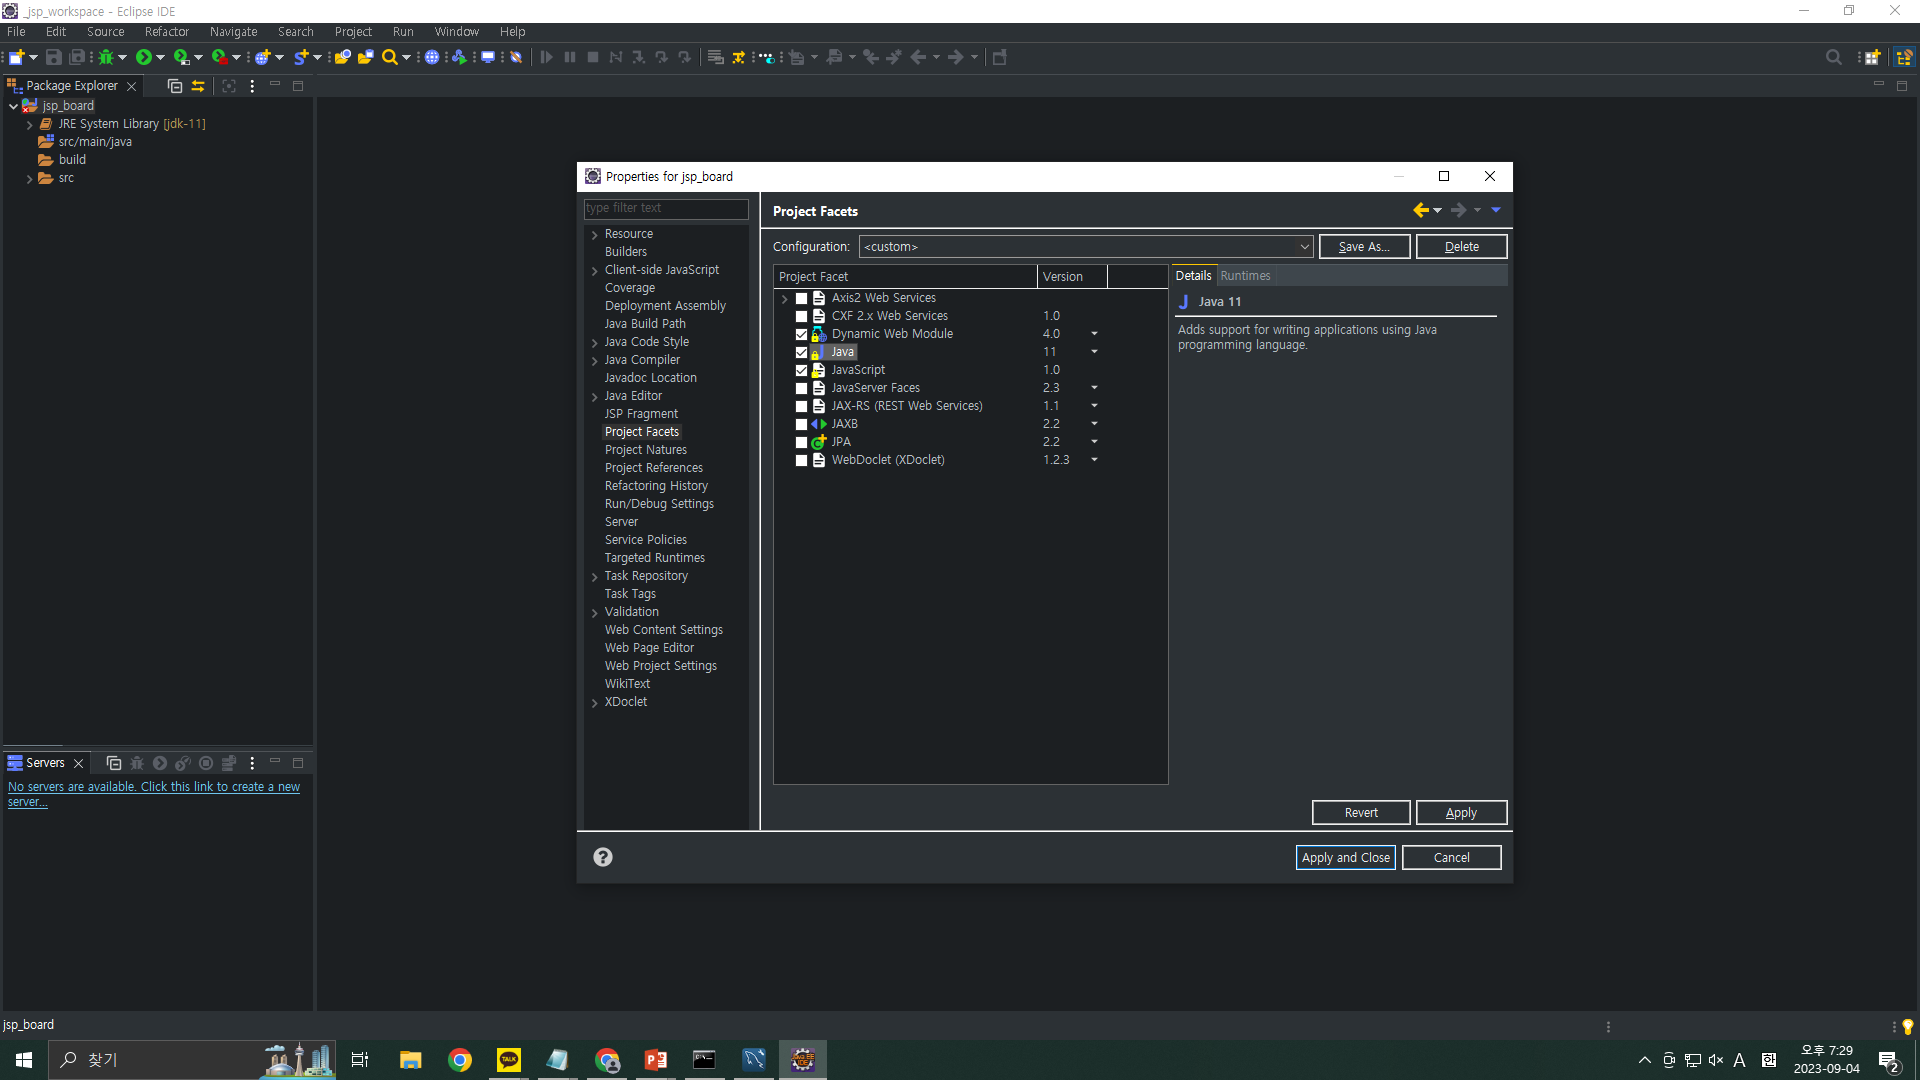 _jsp_workspace - Eclipse IDE
File Edit Source Refactor Navigate Search Project Run Window Help
Package Explorer
jsp_board
JRE System Library [jdk-11]
src/main/java
build
src
Servers
No servers are available. Click this link to create a new
server...
Properties for jsp_board
type filter text
Resource
Builders
Client-side JavaScript
Coverage
Deployment Assembly
Java Build Path
Java Code Style
Java Compiler
Javadoc Location
Java Editor
JSP Fragment
Project Facets
Project Natures
Project References
Refactoring History
Run/Debug Settings
Server
Service Policies
Targeted Runtimes
Task Repository
Task Tags
Validation
Web Content Settings
Web Page Editor
Web Project Settings
WikiText
XDoclet
Project Facets
Configuration: <custom> Save As... Delete
Project Facet Version
Axis2 Web Services
CXF 2.x Web Services 1.0
Dynamic Web Module 4.0
Java 11
JavaScript 1.0
JavaServer Faces 2.3
JAX-RS (REST Web Services) 1.1
JAXB 2.2
JPA 2.2
WebDoclet (XDoclet) 1.2.3
Details Runtimes
Java 11
Adds support for writing applications using Java
programming language.
Revert Apply
Apply and Close Cancel
jsp_board
찾기
TALK
A
오후 7:29
2023-09-04
2